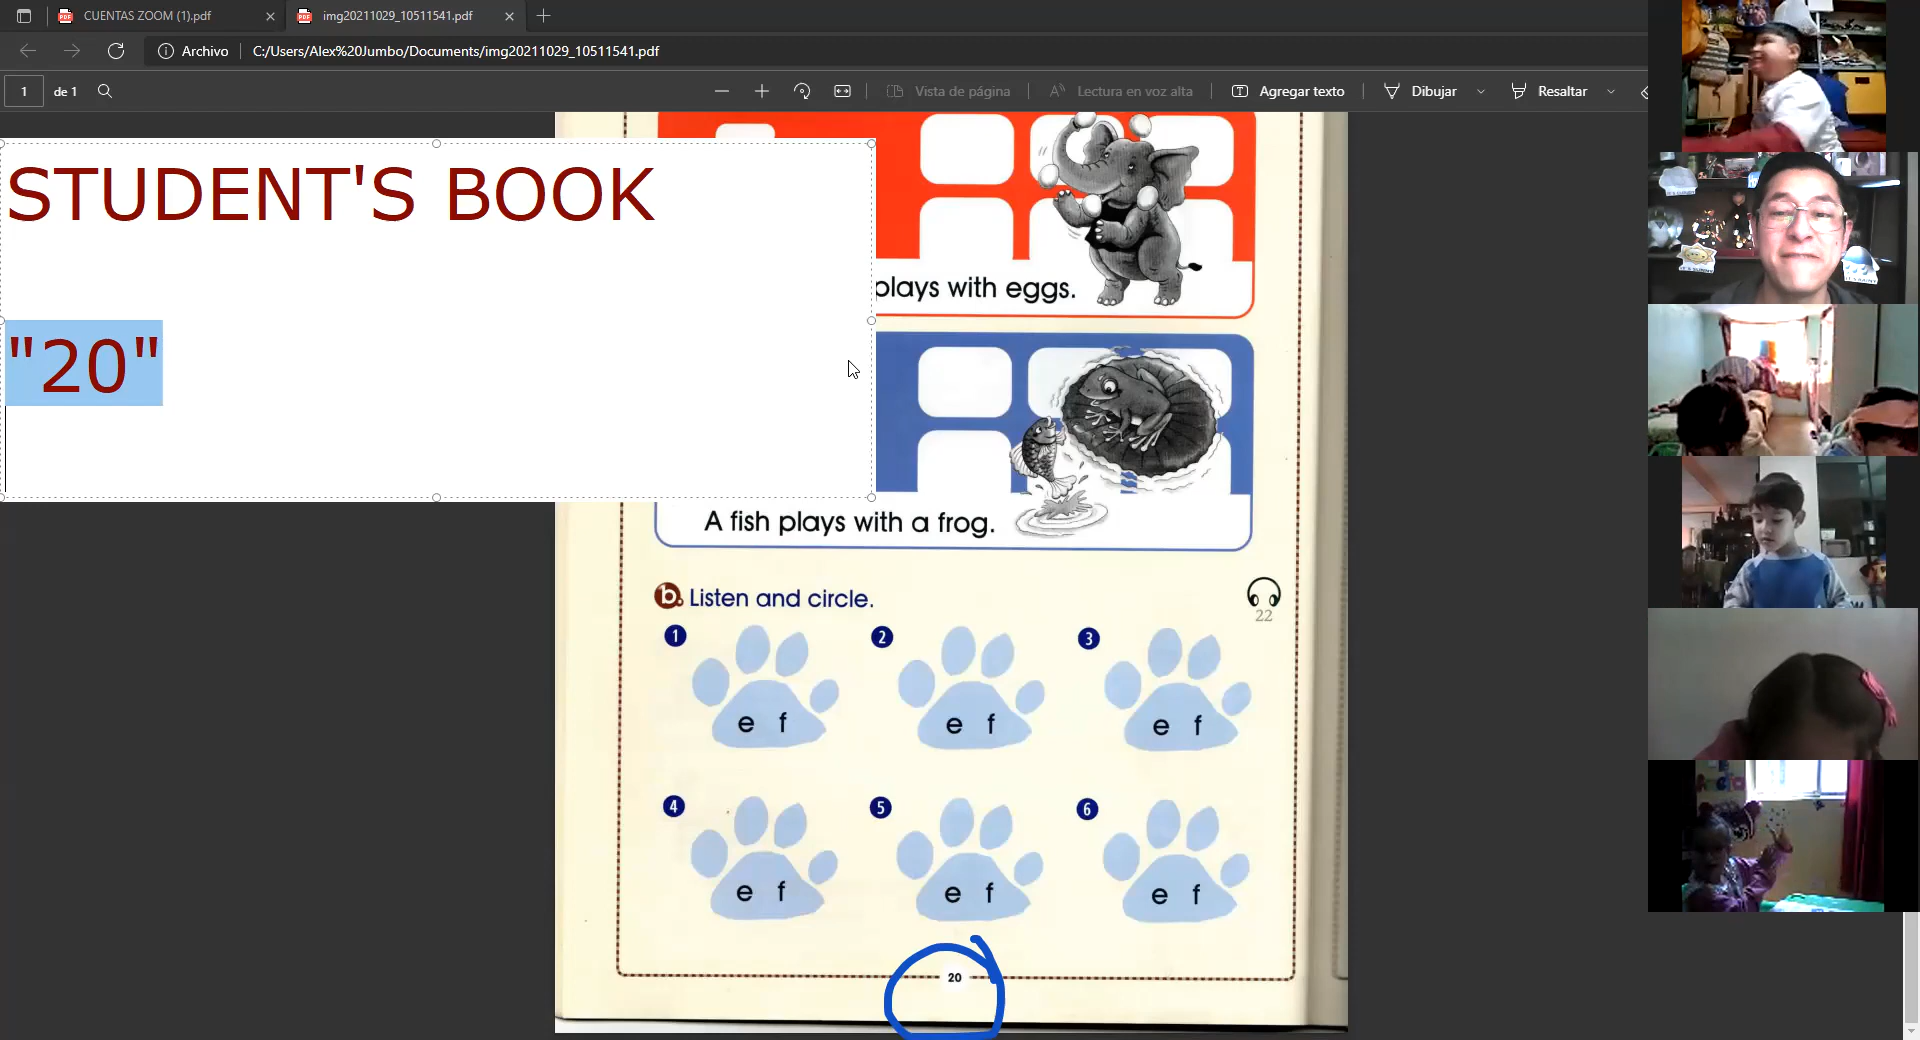 CUENTAS ZOOM (1).pdf
img20211029_10511541.pdf
Archivo
C:/Users/Alex%20Jumbo/Documents/img20211029_10511541.pdf
1 de 1
Vista de página
Lectura en voz alta
Agregar texto
Dibujar
Resaltar
STUDENT'S BOOK
"20"
plays with eggs.
A fish plays with a frog.
b. Listen and circle.
22
1 2 3
e f e f e f
4 5 6
e f e f e f
20